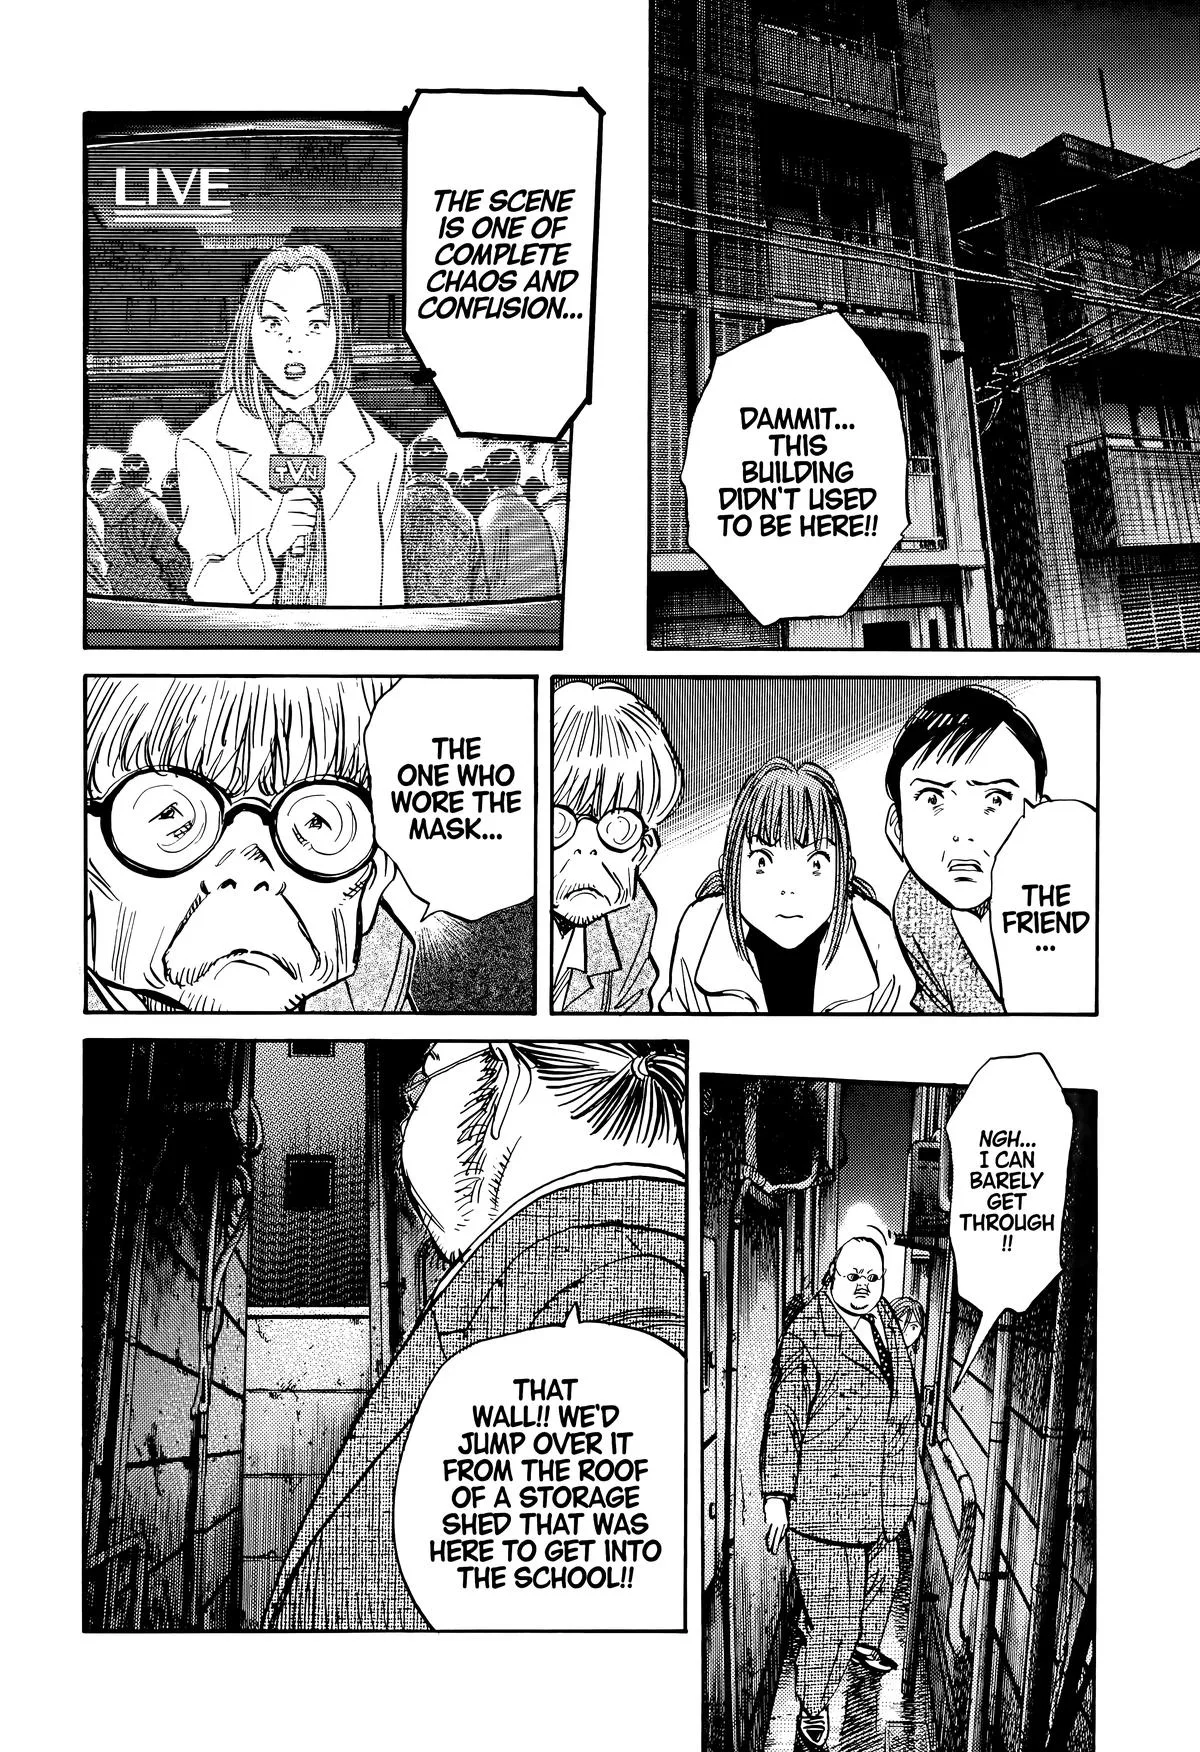 DAMMIT...
THIS
BUILDING
DIDN'T USED
TO BE HERE!!
THE SCENE
IS ONE OF
COMPLETE
CHAOS AND
CONFUSION...
LIVE
TVN
THE
FRIEND
...
THE
ONE WHO
WORE THE
MASK...
NGH...
I CAN
BARELY
GET
THROUGH
!!
THAT
WALL!! WE'D
JUMP OVER IT
FROM THE ROOF
OF A STORAGE
SHED THAT WAS
HERE TO GET INTO
THE SCHOOL!!